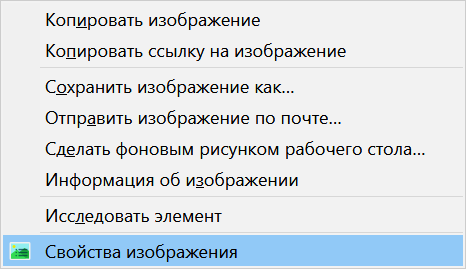 Копировать изображение
Копировать ссылку на изображение
Сохранить изображение как...
Отправить изображение по почте...
Сделать фоновым рисунком рабочего стола...
Информация об изображении
Исследовать элемент
Свойства изображения